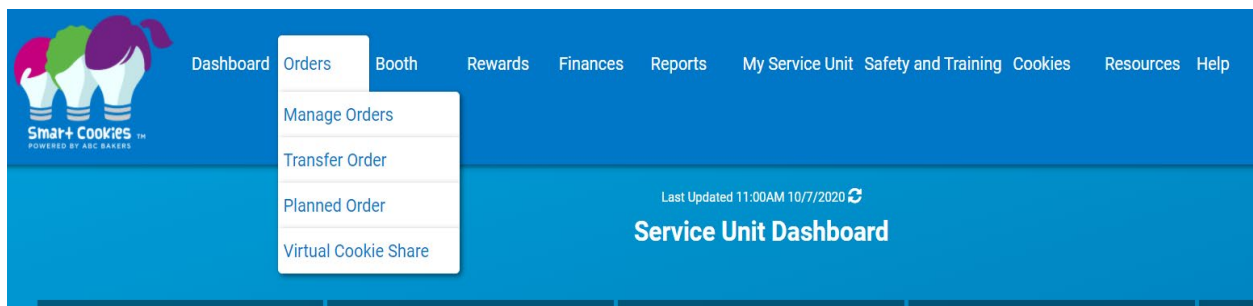 Dashboard Orders Booth Rewards Finances Reports My Service Unit Safety and Training Cookies Resources Help
Manage Orders
Smart Cookies TM
POWERED BY ABC BAKERS
Transfer Order
Planned Order
Virtual Cookie Share
Last Updated 11:00AM 10/7/2020
Service Unit Dashboard